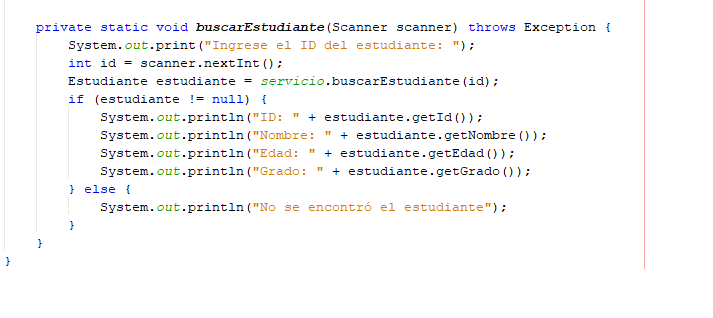 private static void buscarEstudiante(Scanner scanner) throws Exception {
System.out.print("Ingrese el ID del estudiante: ");
int id = scanner.nextInt();
Estudiante estudiante = servicio.buscarEstudiante(id);
if (estudiante != null) {
System.out.println("ID: " + estudiante.getId());
System.out.println("Nombre: " + estudiante.getNombre());
System.out.println("Edad: " + estudiante.getEdad());
System.out.println("Grado: " + estudiante.getGrado());
} else {
System.out.println("No se encontró el estudiante");
}
}
}